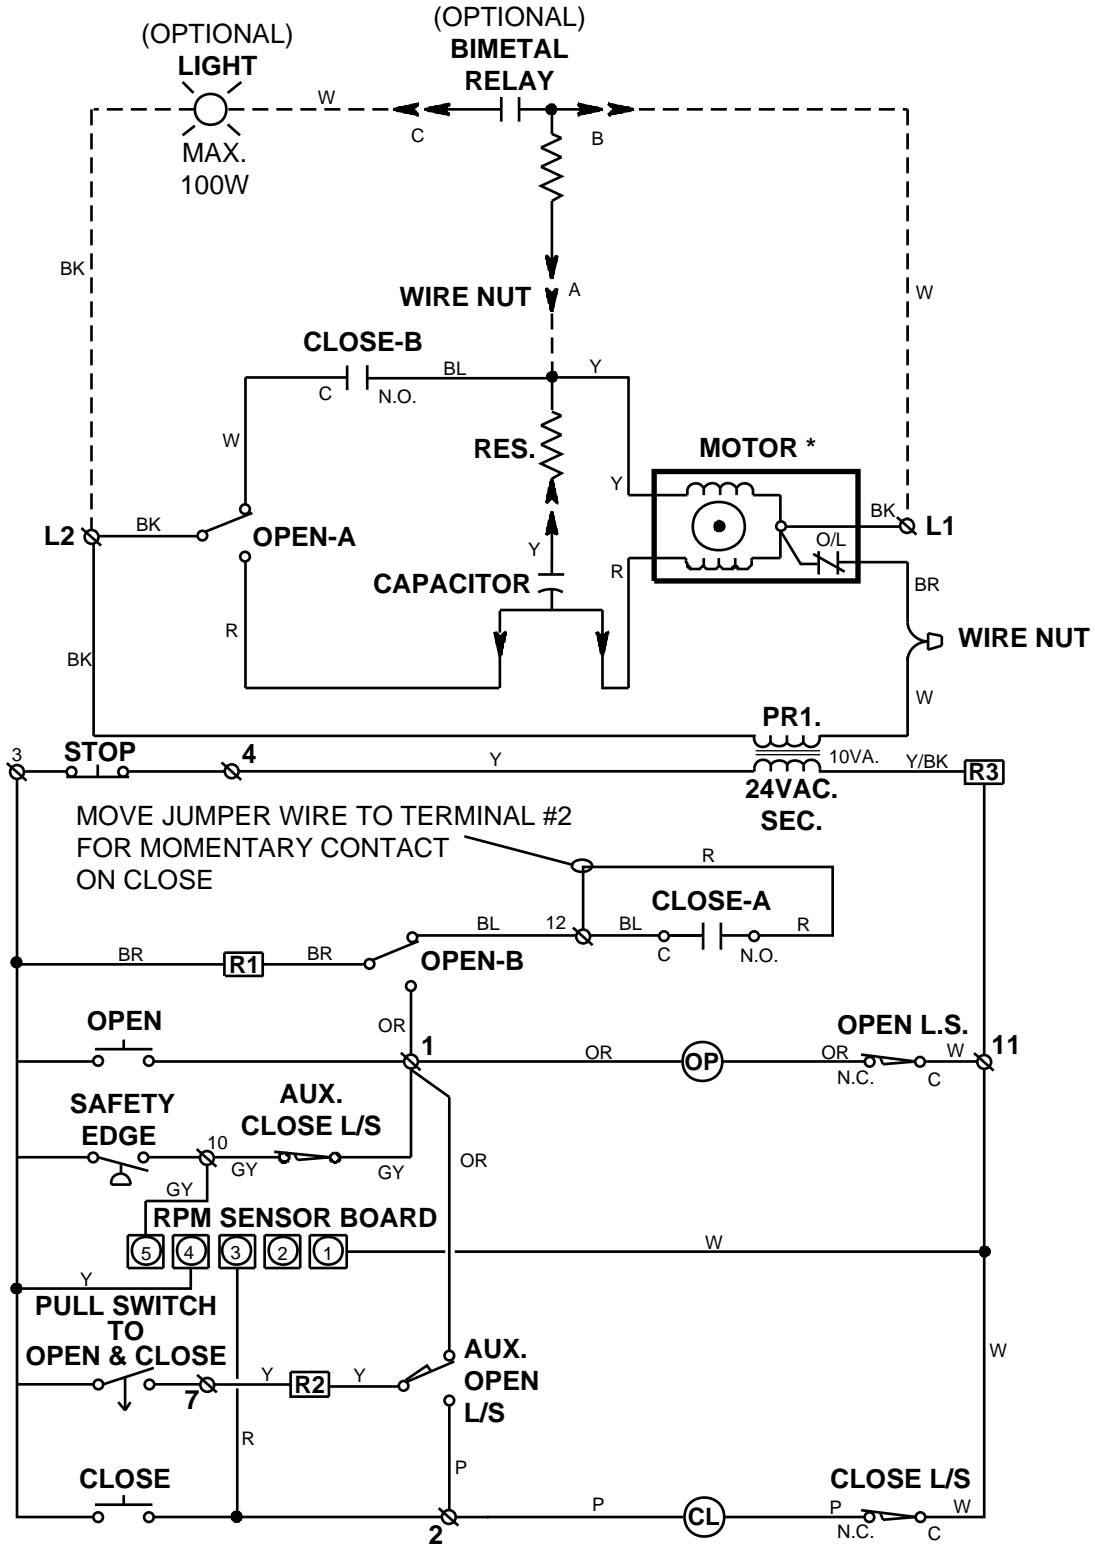 (OPTIONAL)
LIGHT
(OPTIONAL)
BIMETAL
RELAY
W
C
B
MAX.
100W
BK
WIRE NUT
A
W
CLOSE-B
C
N.O.
BL
Y
W
RES.
MOTOR *
Y
L2
BK
OPEN-A
Y
BK
L1
O/L
CAPACITOR
R
BR
R
WIRE NUT
BK
W
PR1.
3
STOP
4
Y
10VA.
Y/BK
R3
24VAC.
SEC.
MOVE JUMPER WIRE TO TERMINAL #2
FOR MOMENTARY CONTACT
ON CLOSE
R
CLOSE-A
BL
12
BL
R
C
N.O.
BR
R1
BR
OPEN-B
OPEN
OR
1
OR
OP
OPEN L.S.
OR
W
11
N.C.
C
SAFETY
EDGE
AUX.
CLOSE L/S
10
GY
GY
OR
GY
RPM SENSOR BOARD
5
4
3
2
1
W
Y
PULL SWITCH
TO
OPEN & CLOSE
7
Y
R2
Y
AUX.
OPEN
L/S
W
R
P
CLOSE
2
P
CL
CLOSE L/S
P
W
N.C.
C